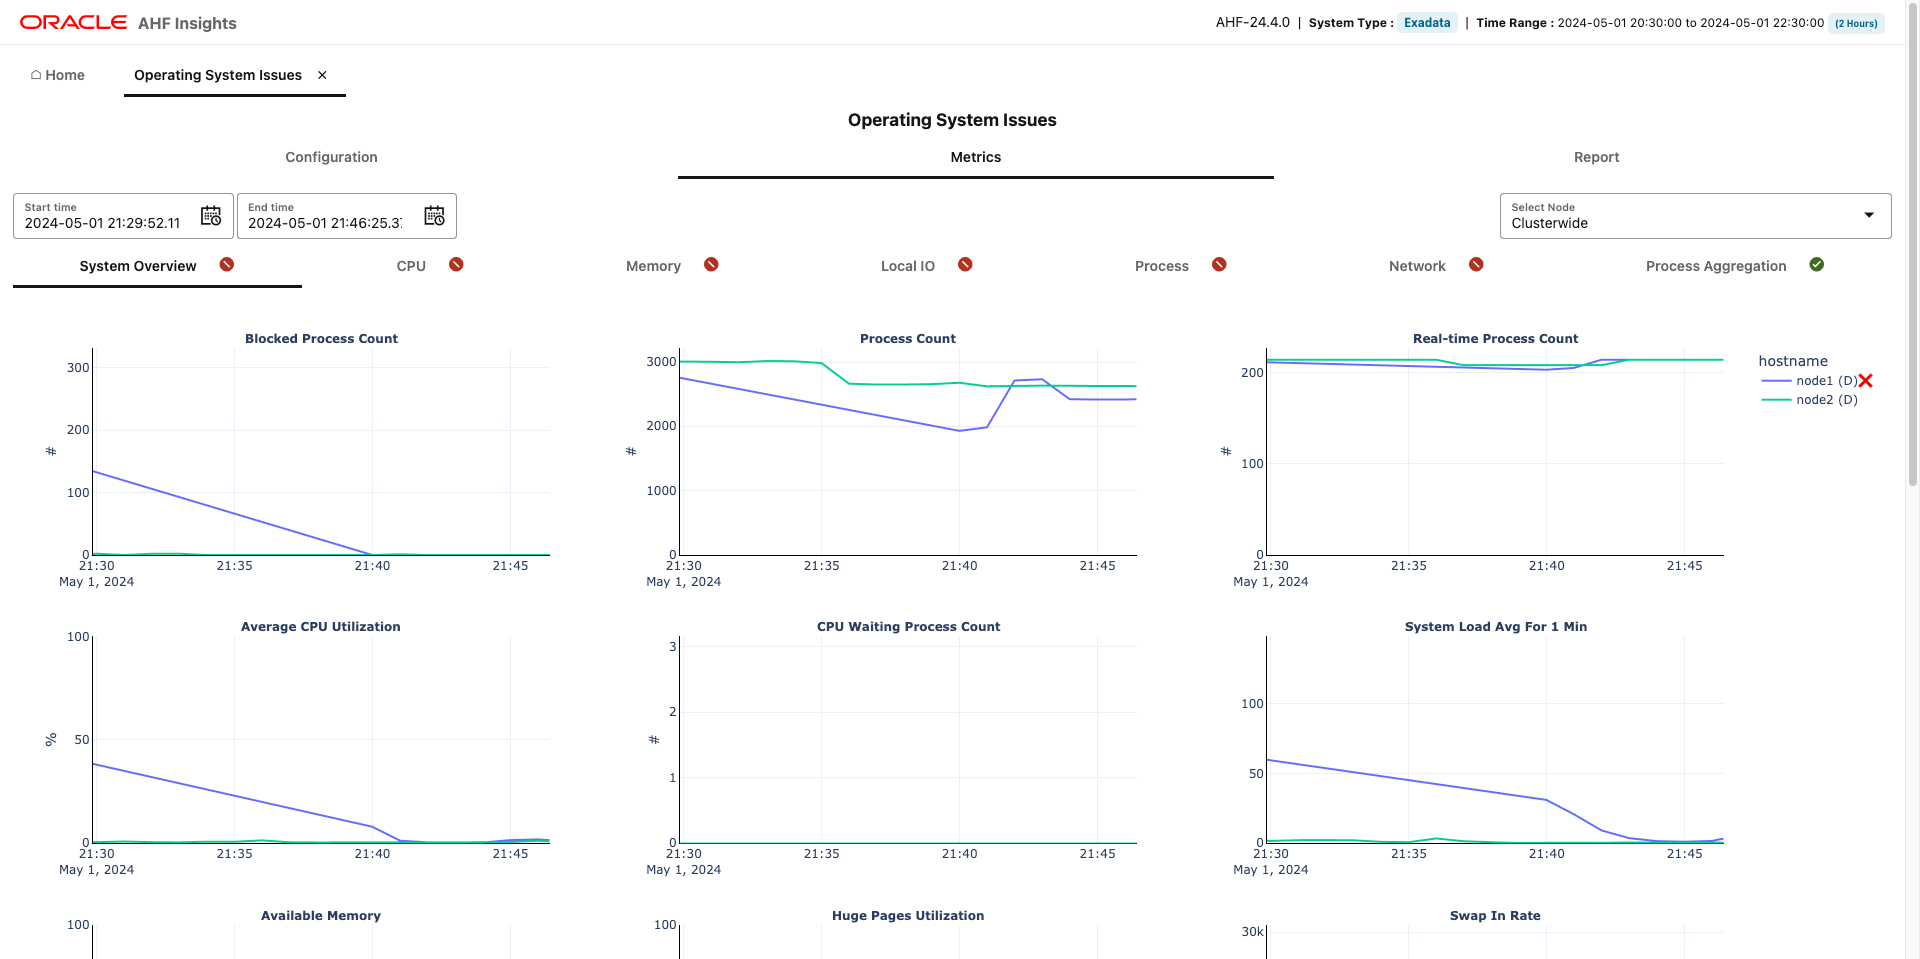 ORACLE AHF Insights
AHF-24.4.0 | System Type : Exadata | Time Range : 2024-05-01 20:30:00 to 2024-05-01 22:30:00 (2 Hours)
Home
Operating System Issues ×
Operating System Issues
Configuration
Metrics
Report
Start time
2024-05-01 21:29:52.11
End time
2024-05-01 21:46:25.3
Select Node
Clusterwide
System Overview
CPU
Memory
Local IO
Process
Network
Process Aggregation
Blocked Process Count
300
200
100
0
#
21:30 21:35 21:40 21:45
May 1, 2024
Process Count
3000
2000
1000
0
#
21:30 21:35 21:40 21:45
May 1, 2024
Real-time Process Count
200
100
0
#
21:30 21:35 21:40 21:45
May 1, 2024
hostname
node1 (D)
node2 (D)
Average CPU Utilization
100
50
0
%
21:30 21:35 21:40 21:45
May 1, 2024
CPU Waiting Process Count
3
2
1
0
#
21:30 21:35 21:40 21:45
May 1, 2024
System Load Avg For 1 Min
100
50
0
21:30 21:35 21:40 21:45
May 1, 2024
Available Memory
100
Huge Pages Utilization
100
Swap In Rate
30k